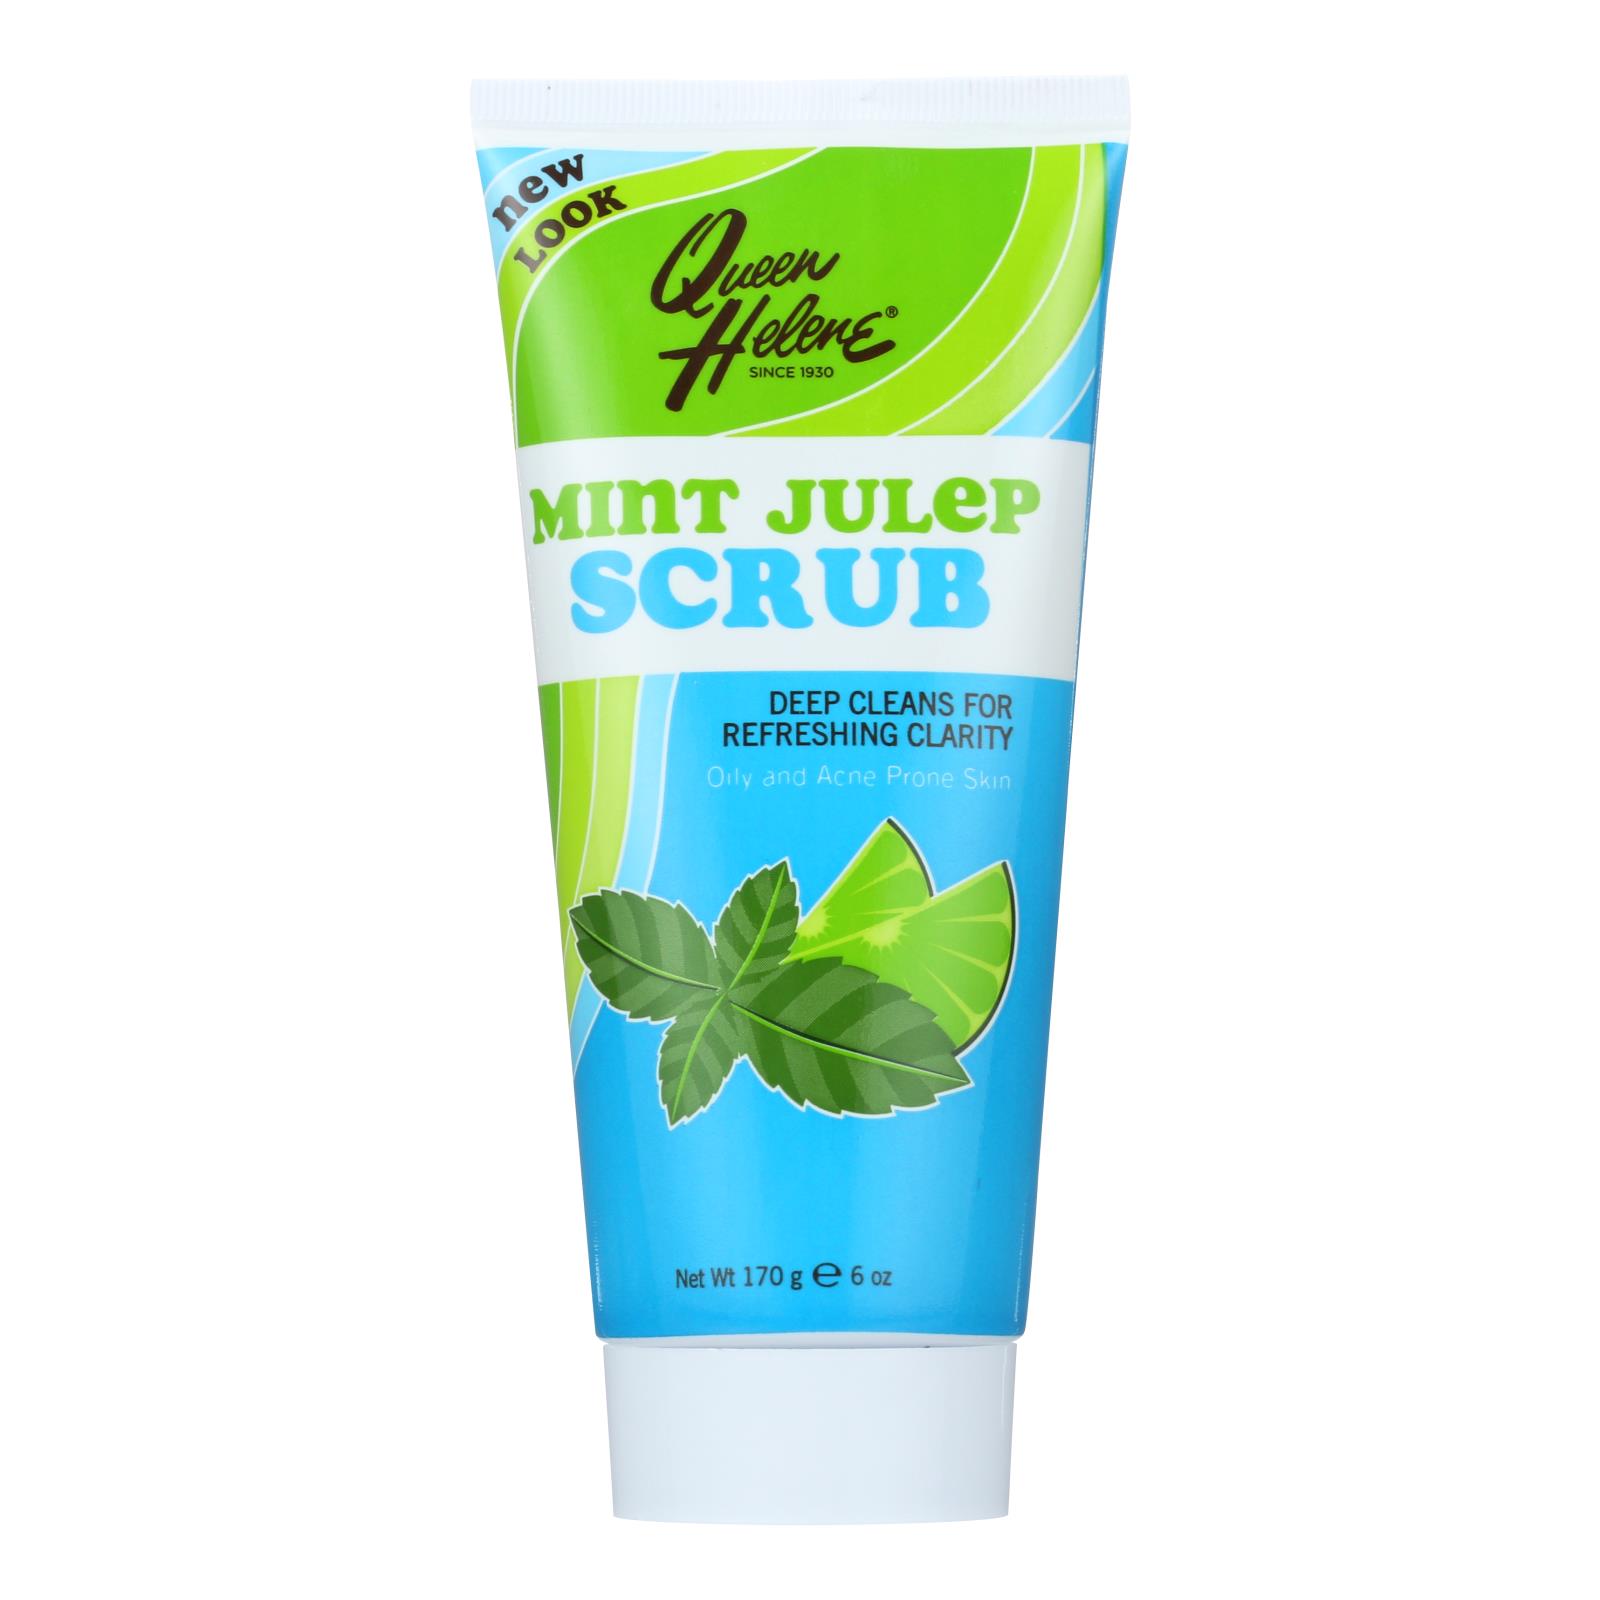 new
LOOK
Queen
Helene®
SINCE 1930
MINT JULEP
SCRUB
DEEP CLEANS FOR
REFRESHING CLARITY
Oily and Acne Prone Skin
Net Wt 170 g ℮ 6 oz